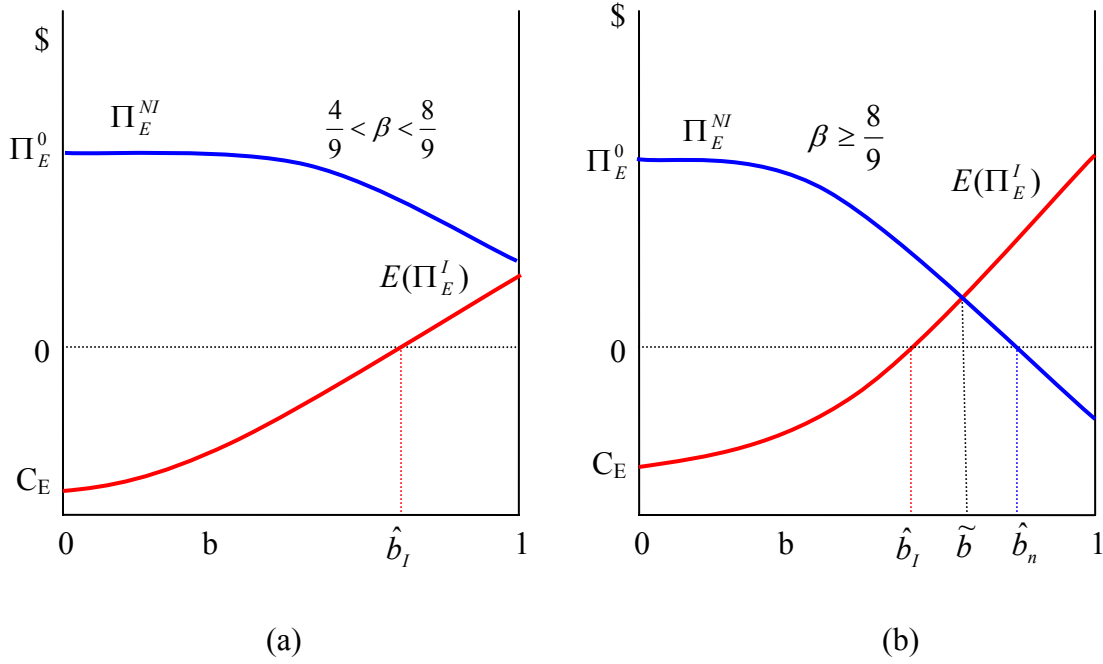 $
Π_E^{NI}
4/9 < β < 8/9
Π_E^0
E(Π_E^I)
0
C_E
0 b b̂_I 1
(a)
$
Π_E^{NI}
β ≥ 8/9
Π_E^0
E(Π_E^I)
0
C_E
0 b b̂_I b̃ b̂_n 1
(b)